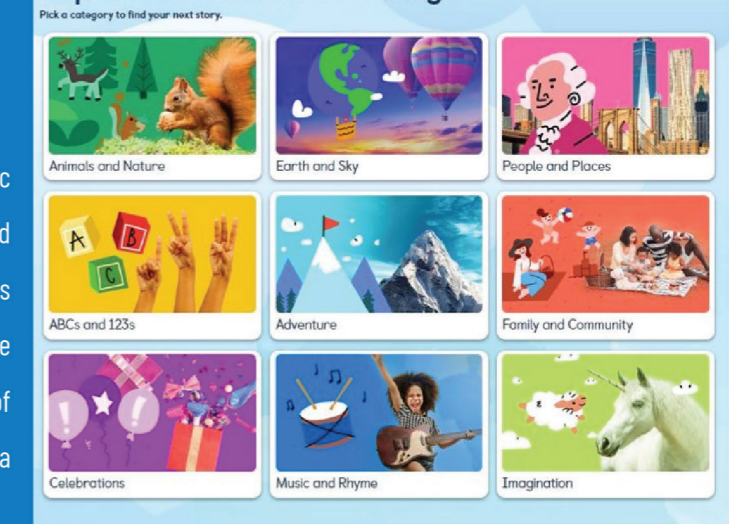 Pick a category to find your next story.
Animals and Nature
Earth and Sky
People and Places
A
B
C
ABCs and 123s
Adventure
Family and Community
Celebrations
Music and Rhyme
Imagination
c
d
s
e
of
a